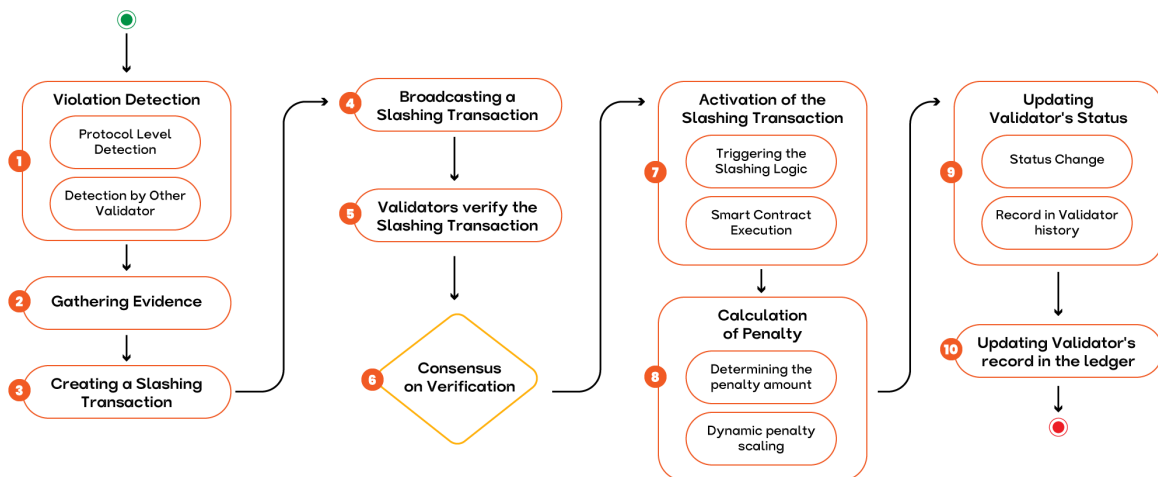 1
Violation Detection
Protocol Level
Detection
Detection by Other
Validator
2
Gathering Evidence
3
Creating a Slashing
Transaction
4
Broadcasting a
Slashing Transaction
5
Validators verify the
Slashing Transaction
6
Consensus
on Verification
7
Activation of the
Slashing Transaction
Triggering the
Slashing Logic
Smart Contract
Execution
8
Calculation
of Penalty
Determining the
penalty amount
Dynamic penalty
scaling
9
Updating
Validator's Status
Status Change
Record in Validator
history
10
Updating Validator's
record in the ledger